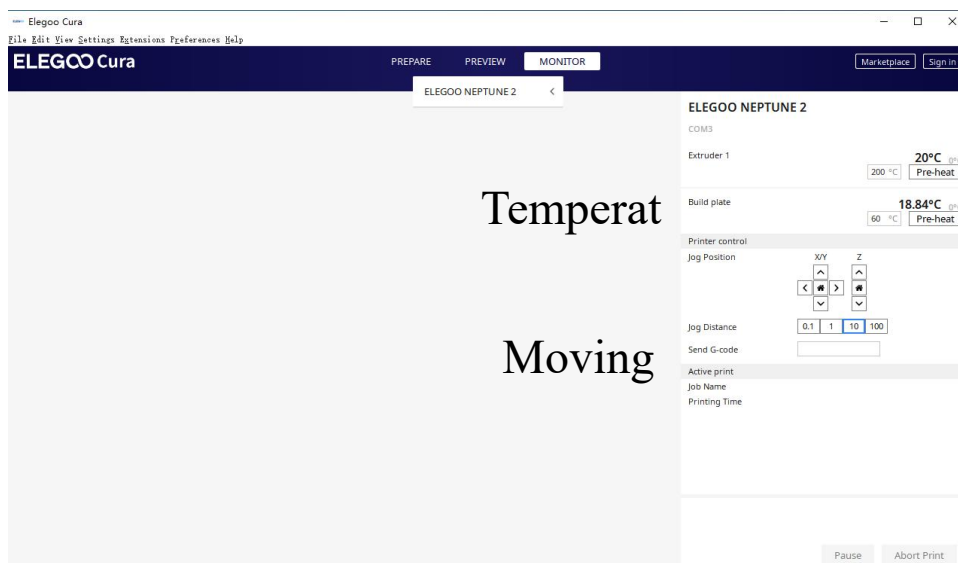 Elegoo Cura
File Edit View Settings Extensions Preferences Help
ELEGOO Cura
PREPARE PREVIEW MONITOR
Marketplace Sign in
ELEGOO NEPTUNE 2
ELEGOO NEPTUNE 2
COM3
Extruder 1 20°C 0°
200 °C Pre-heat
Temperat
Build plate 18.84°C 0°
60 °C Pre-heat
Printer control
Jog Position X/Y Z
Jog Distance 0.1 1 10 100
Moving
Send G-code
Active print
Job Name
Printing Time
Pause Abort Print